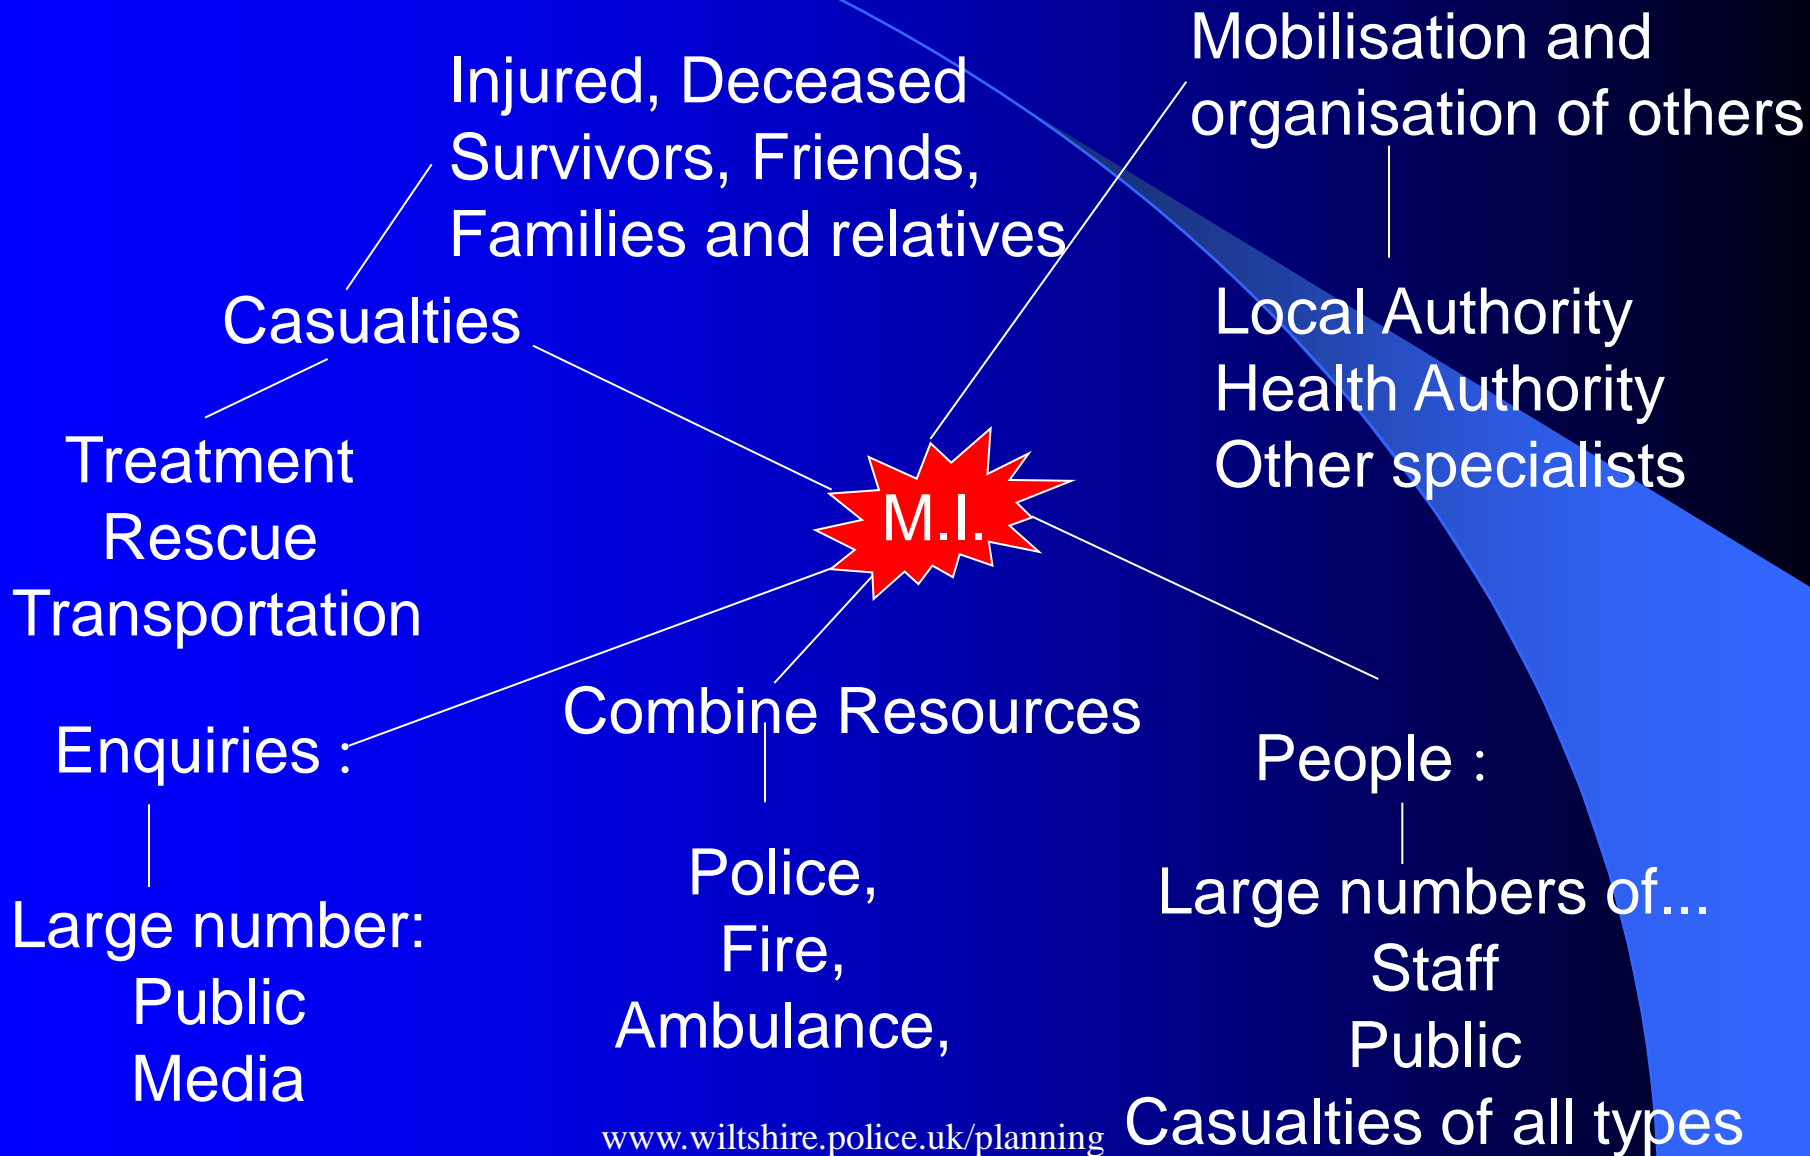 Injured, Deceased
Survivors, Friends,
Families and relatives
Mobilisation and
organisation of others
Casualties
Local Authority
Health Authority
Other specialists
Treatment
Rescue
Transportation
M.I.
Enquiries :
Combine Resources
People :
Large number:
Public
Media
Police,
Fire,
Ambulance,
Large numbers of...
Staff
Public
Casualties of all types
www.wiltshire.police.uk/planning